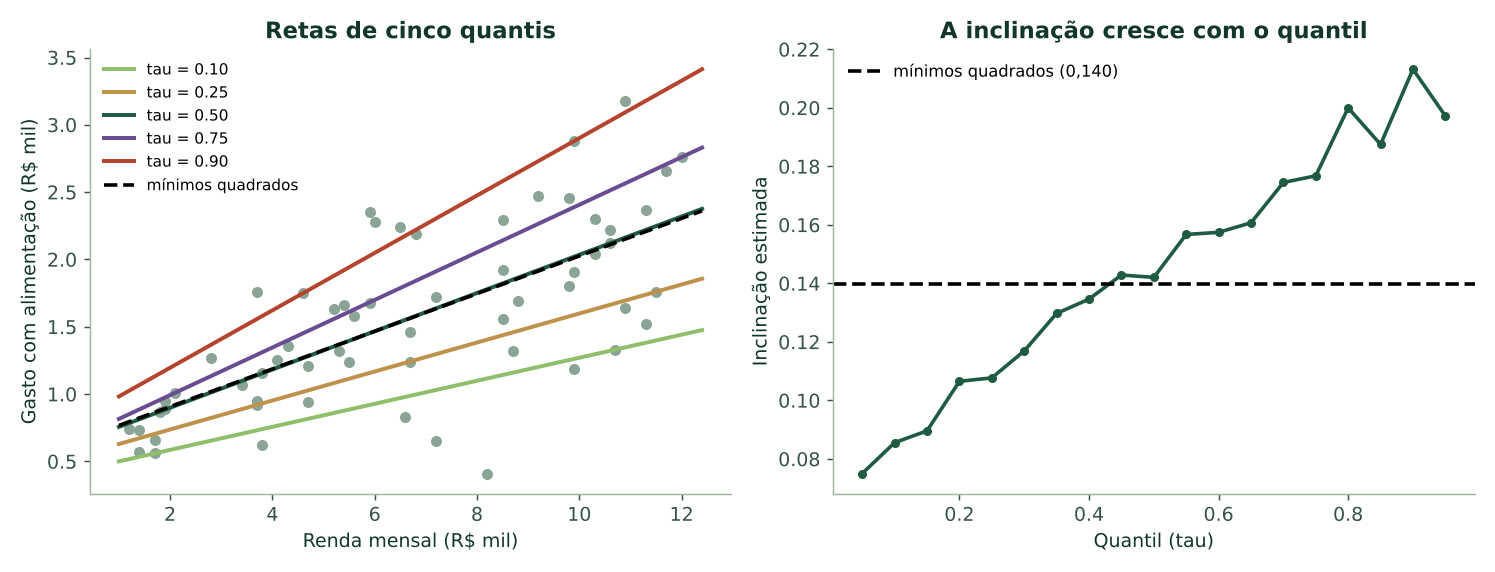 Retas de cinco quantis
Gasto com alimentação (R$ mil)
3.5
3.0
2.5
2.0
1.5
1.0
0.5
tau = 0.10
tau = 0.25
tau = 0.50
tau = 0.75
tau = 0.90
mínimos quadrados
2 4 6 8 10 12
Renda mensal (R$ mil)
A inclinação cresce com o quantil
Inclinação estimada
0.22
0.20
0.18
0.16
0.14
0.12
0.10
0.08
mínimos quadrados (0,140)
0.2 0.4 0.6 0.8
Quantil (tau)